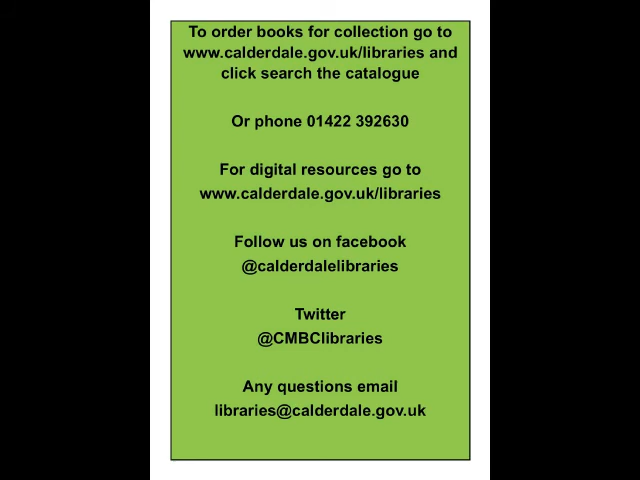 To order books for collection go to
www.calderdale.gov.uk/libraries and
click search the catalogue
Or phone 01422 392630
For digital resources go to
www.calderdale.gov.uk/libraries
Follow us on facebook
@calderdalelibraries
Twitter
@CMBClibraries
Any questions email
libraries@calderdale.gov.uk